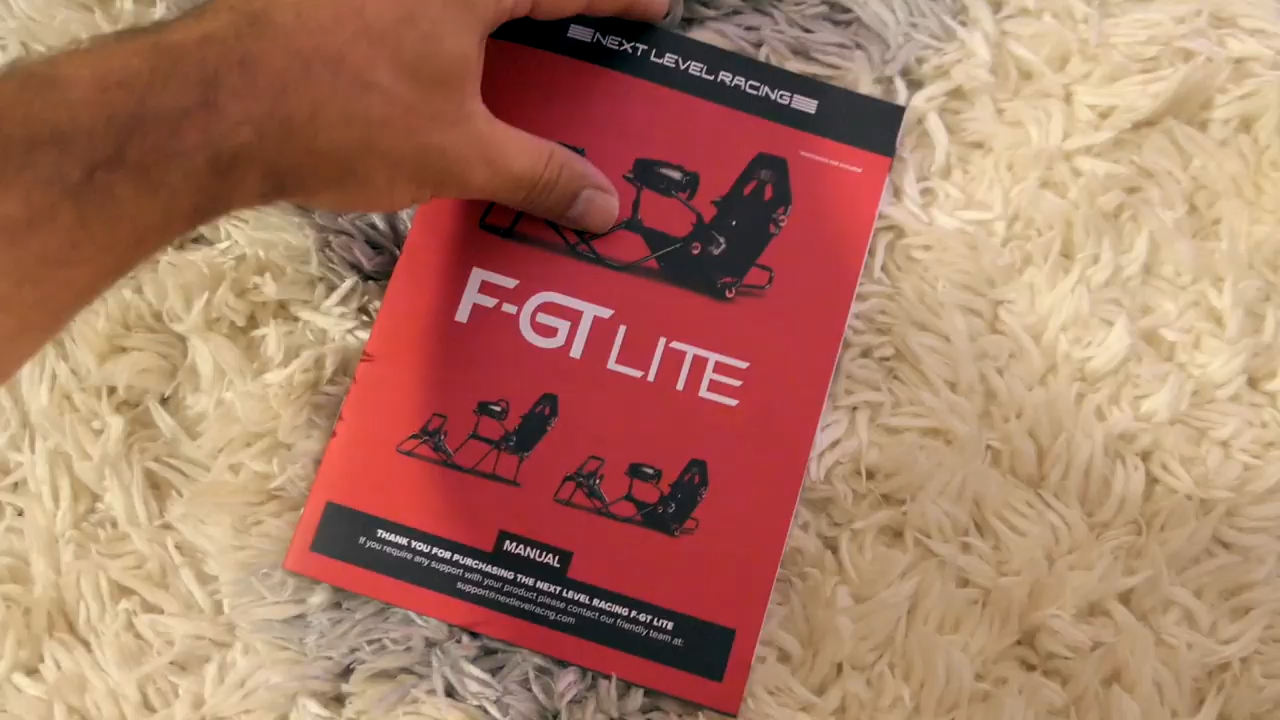 NEXT LEVEL RACING
F-GT LITE
MANUAL
THANK YOU FOR PURCHASING THE NEXT LEVEL RACING F-GT LITE
If you require any support with your product please contact our friendly team at:
support@nextlevelracng.com